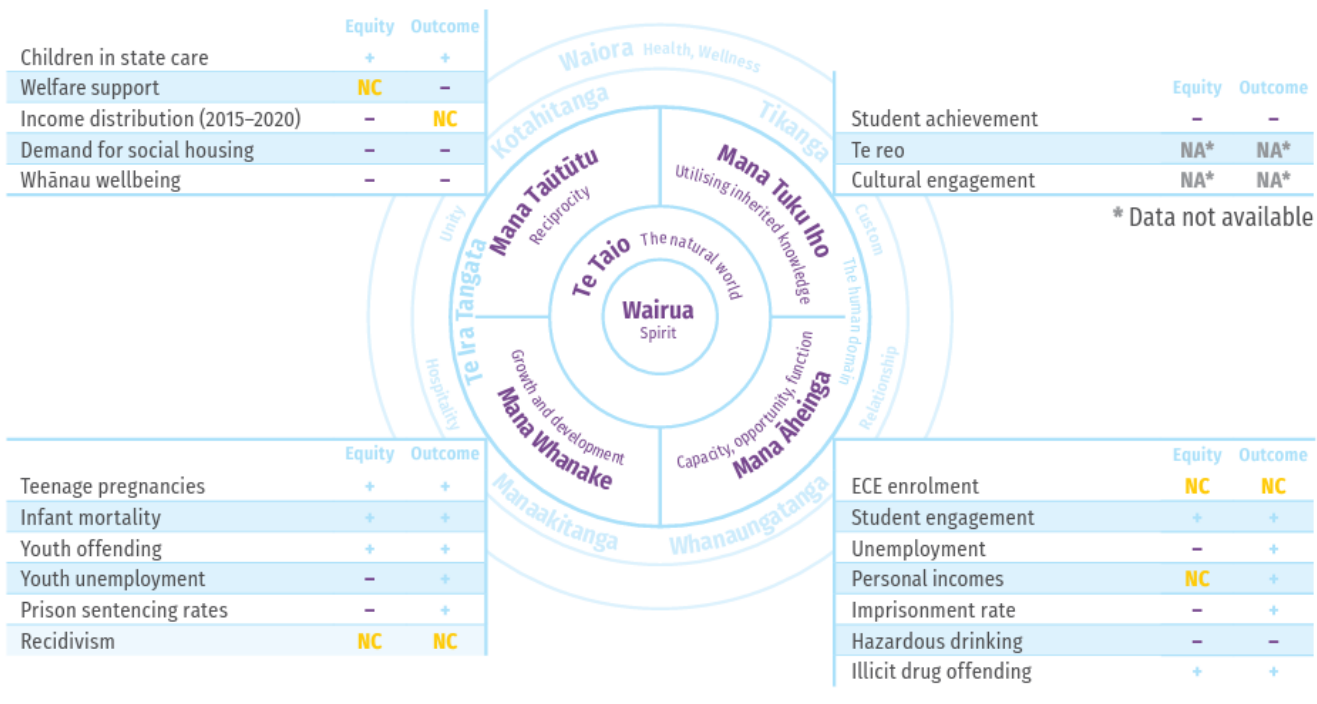 Equity Outcome
Children in state care + +
Welfare support NC –
Income distribution (2015–2020) – NC
Demand for social housing – –
Whānau wellbeing – –
Equity Outcome
Student achievement – –
Te reo NA* NA*
Cultural engagement NA* NA*
* Data not available
Waiora Health, Wellness
Kotahitanga
Tikanga
Unity
Custom
Te Ira Tangata
The human domain
Hospitality
Relationship
Manaakitanga
Whanaungatanga
Mana Taūtūtu
Reciprocity
Mana Tuku Iho
Utilising inherited knowledge
Te Taio The natural world
Wairua
Spirit
Growth and development
Mana Whanake
Capacity, opportunity, function
Mana Āheinga
Equity Outcome
Teenage pregnancies + +
Infant mortality + +
Youth offending + +
Youth unemployment – +
Prison sentencing rates – +
Recidivism NC NC
Equity Outcome
ECE enrolment NC NC
Student engagement + +
Unemployment – +
Personal incomes NC +
Imprisonment rate – +
Hazardous drinking – –
Illicit drug offending + +